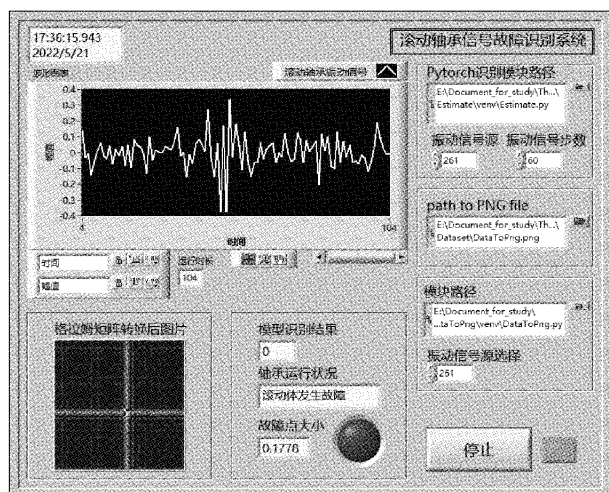 17:36:15.943
2022/5/21
滚动轴承信号故障识别系统
波形图表
滚动轴承振动信号
0.4
0.3
0.2
0.1
0
-0.1
-0.2
-0.3
-0.4
幅值
4
104
时间
时间
幅值
运行时长
104
Pytorch识别模块路径
E:\Document_for_study\Th...\
Estimate\venv\Estimate.py
振动信号源 振动信号步数
261
60
path to PNG file
E:\Document_for_study\Th...\
Dataset\DataToPng.png
模块路径
E:\Document_for_study\
...taToPng\venv\DataToPng.py
振动信号源选择
261
格拉姆矩阵转换后图片
模型识别结果
0
轴承运行状况
滚动体发生故障
故障点大小
0.1778
停止